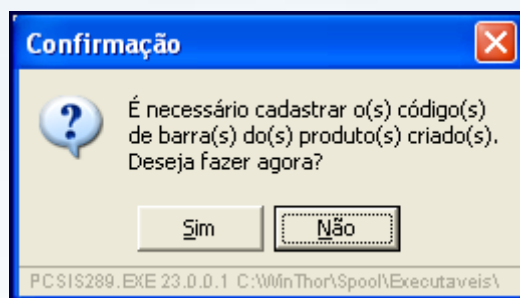 Confirmação
É necessário cadastrar o(s) código(s)
de barra(s) do(s) produto(s) criado(s).
Deseja fazer agora?
Sim Não
PCSIS289.EXE 23.0.0.1 C:\WinThor\Spool\Executaveis\